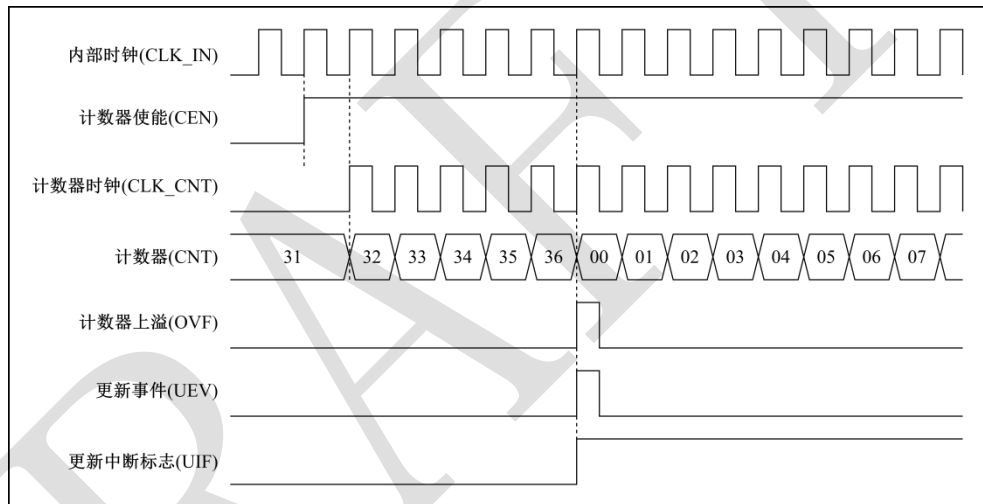 内部时钟(CLK_IN)
计数器使能(CEN)
计数器时钟(CLK_CNT)
计数器(CNT)
31 32 33 34 35 36 00 01 02 03 04 05 06 07
计数器上溢(OVF)
更新事件(UEV)
更新中断标志(UIF)